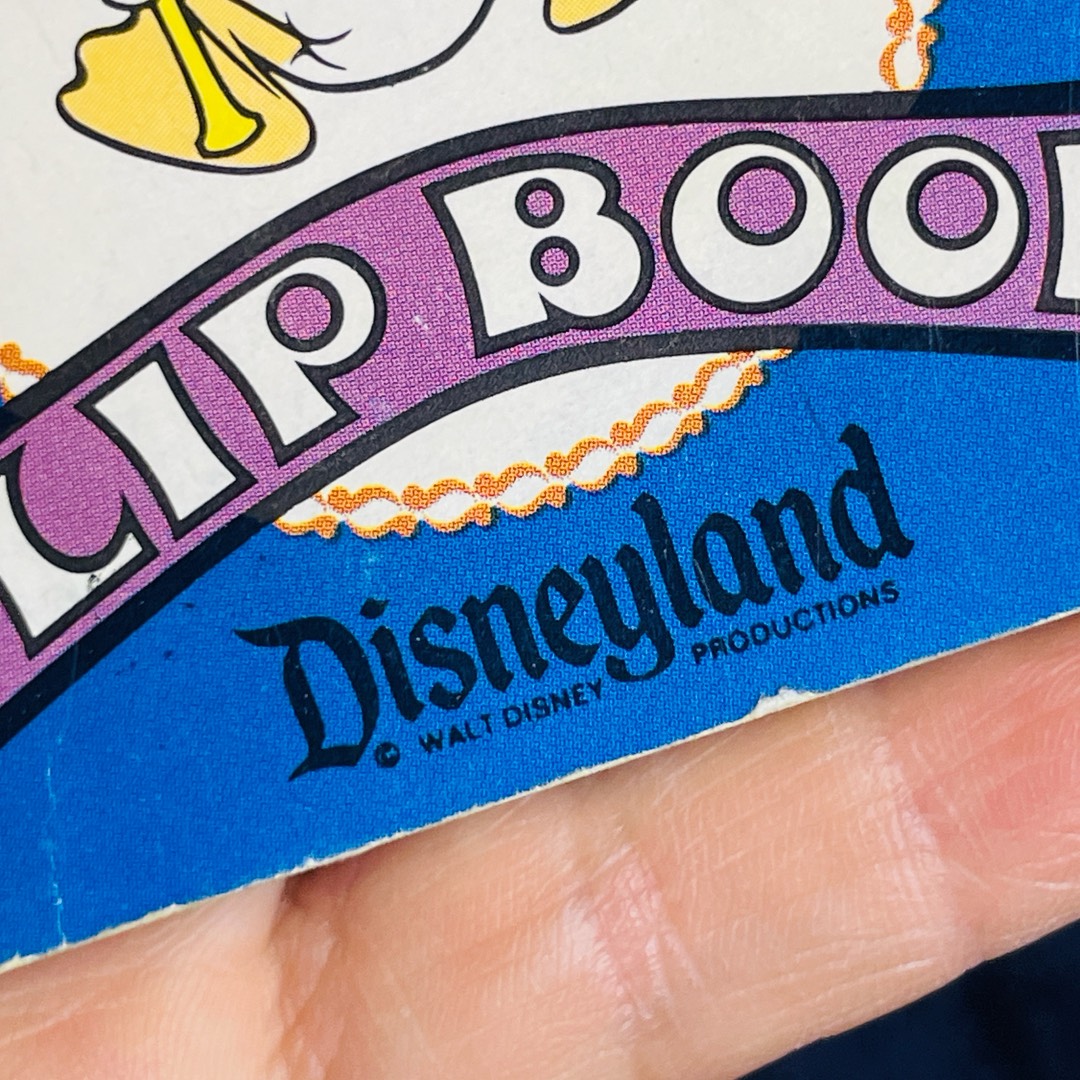 LIP BOO
Disneyland
© WALT DISNEY PRODUCTIONS